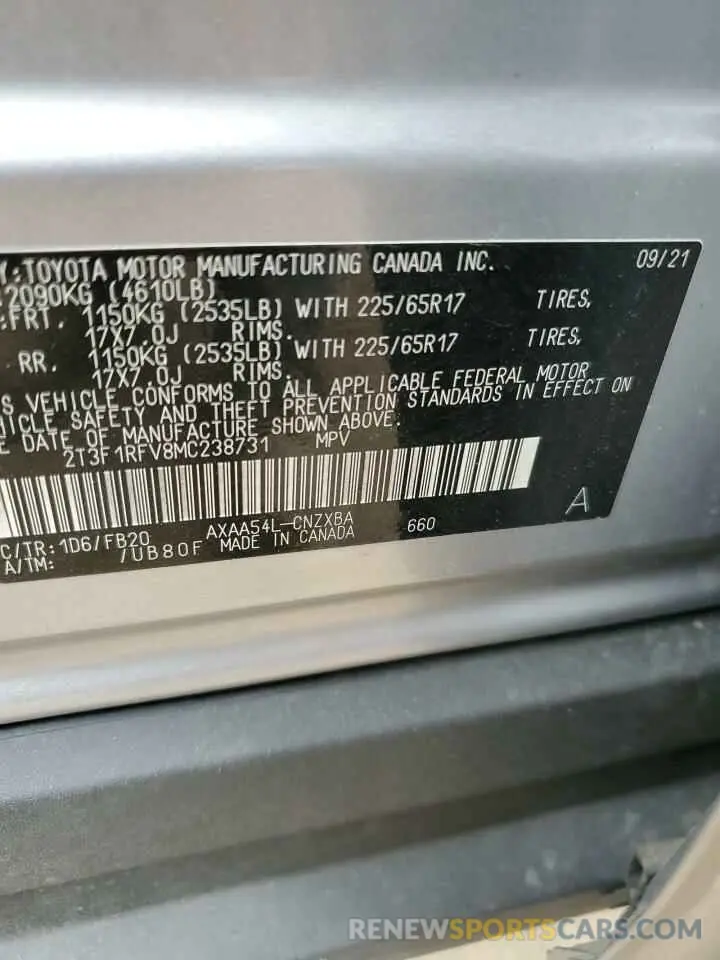 Y:TOYOTA MOTOR MANUFACTURING CANADA INC. 09/21
2090KG (4610LB)
FRT. 1150KG (2535LB) WITH 225/65R17 TIRES,
17X7.0J RIMS.
RR. 1150KG (2535LB) WITH 225/65R17 TIRES,
17X7.0J RIMS.
S VEHICLE CONFORMS TO ALL APPLICABLE FEDERAL MOTOR
HICLE SAFETY AND THEFT PREVENTION STANDARDS IN EFFECT ON
E DATE OF MANUFACTURE SHOWN ABOVE.
2T3F1RFV8MC238731 MPV
A
C/TR: 1D6/FB20 AXAA54L-CNZXBA 660
A/TM: /UB80F MADE IN CANADA
RENEWSPORTSCARS.COM